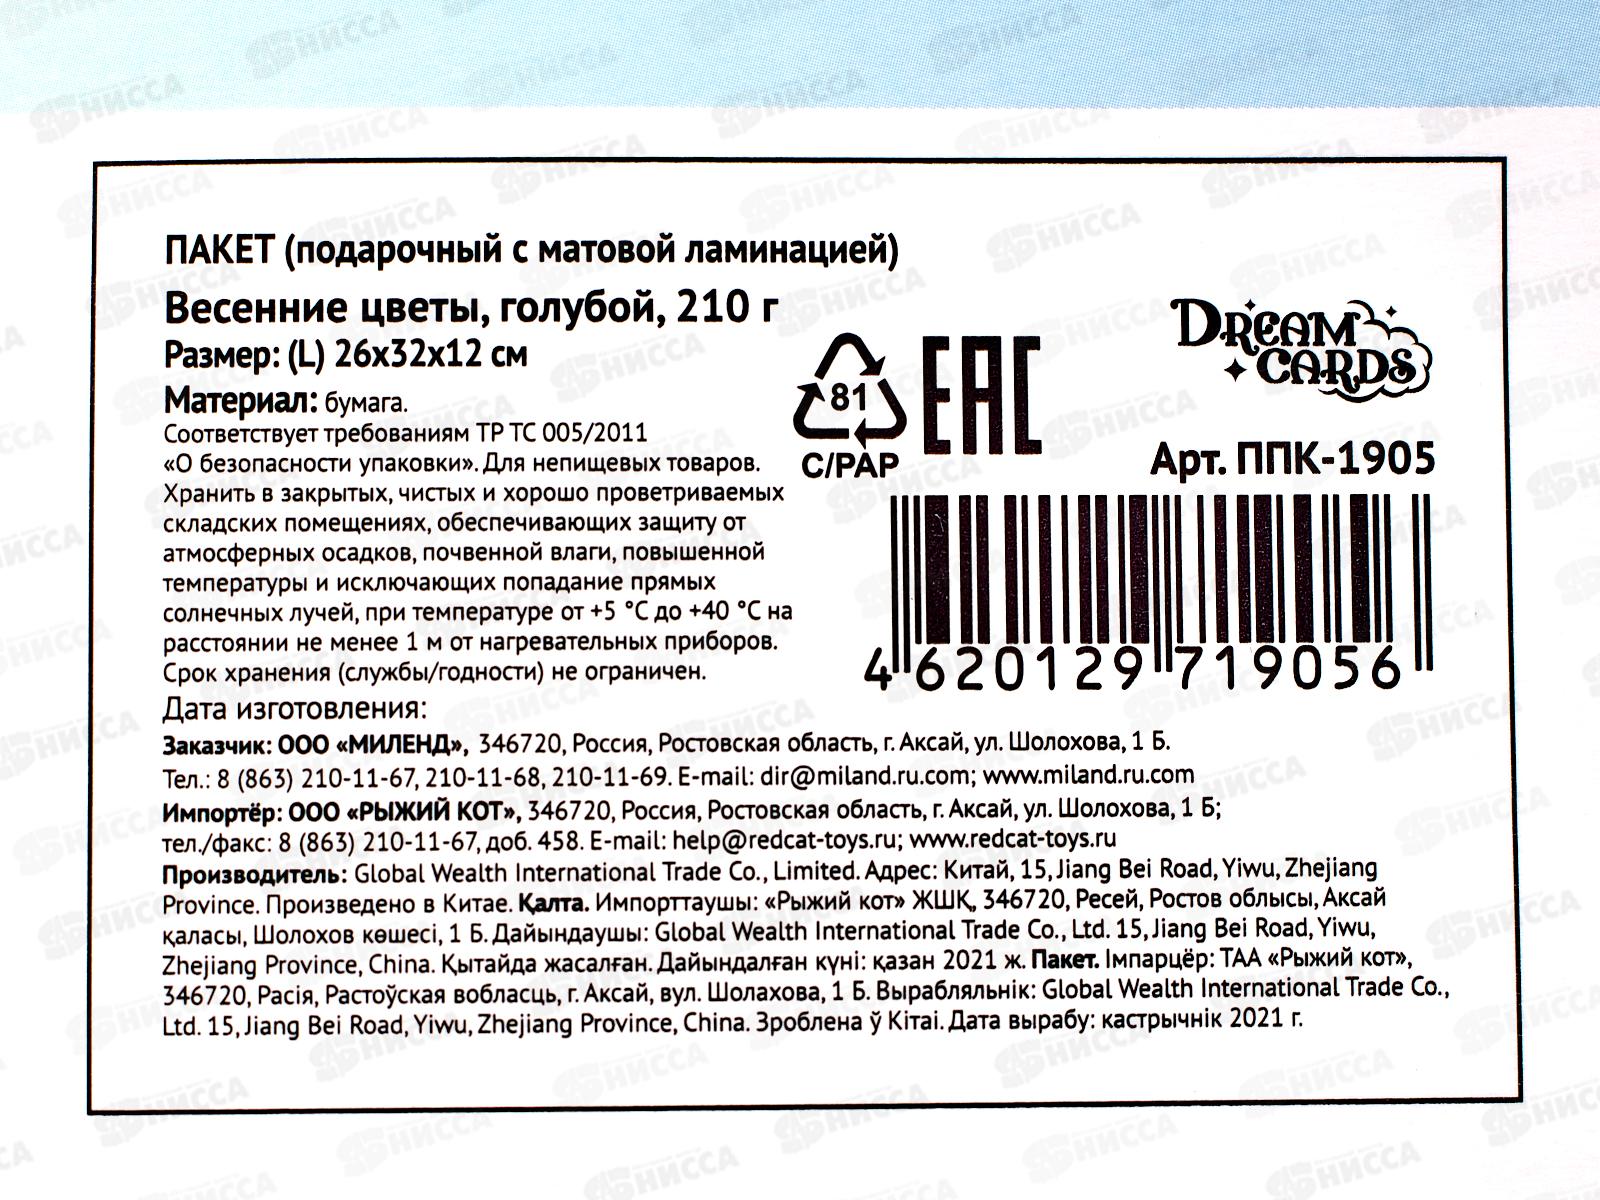 ПАКЕТ (подарочный с матовой ламинацией)
Весенние цветы, голубой, 210 г
Размер: (L) 26х32х12 см
Материал: бумага.
Соответствует требованиям ТР ТС 005/2011
«О безопасности упаковки». Для непищевых товаров.
Хранить в закрытых, чистых и хорошо проветриваемых
складских помещениях, обеспечивающих защиту от
атмосферных осадков, почвенной влаги, повышенной
температуры и исключающих попадание прямых
солнечных лучей, при температуре от +5 °С до +40 °С на
расстоянии не менее 1 м от нагревательных приборов.
Срок хранения (службы/годности) не ограничен.
Дата изготовления:
81
C/PAP
EAC
DREAM
CARDS
Арт. ППК-1905
4 620129 719056
Заказчик: ООО «МИЛЕНД», 346720, Россия, Ростовская область, г. Аксай, ул. Шолохова, 1 Б.
Тел.: 8 (863) 210-11-67, 210-11-68, 210-11-69. E-mail: dir@miland.ru.com; www.miland.ru.com
Импортёр: ООО «РЫЖИЙ КОТ», 346720, Россия, Ростовская область, г. Аксай, ул. Шолохова, 1 Б;
тел./факс: 8 (863) 210-11-67, доб. 458. E-mail: help@redcat-toys.ru; www.redcat-toys.ru
Производитель: Global Wealth International Trade Co., Limited. Адрес: Китай, 15, Jiang Bei Road, Yiwu, Zhejiang
Province. Произведено в Китае. Қалта. Импорттаушы: «Рыжий кот» ЖШҚ, 346720, Ресей, Ростов облысы, Аксай
қаласы, Шолохов көшесі, 1 Б. Дайындаушы: Global Wealth International Trade Co., Ltd. 15, Jiang Bei Road, Yiwu,
Zhejiang Province, China. Қытайда жасалған. Дайындалған күні: қазан 2021 ж. Пакет. Імпарцёр: ТАА «Рыжий кот»,
346720, Расія, Растоўская вобласць, г. Аксай, вул. Шолахова, 1 Б. Вырабляльнік: Global Wealth International Trade Co.,
Ltd. 15, Jiang Bei Road, Yiwu, Zhejiang Province, China. Зроблена ў Кітаі. Дата вырабу: кастрычнік 2021 г.